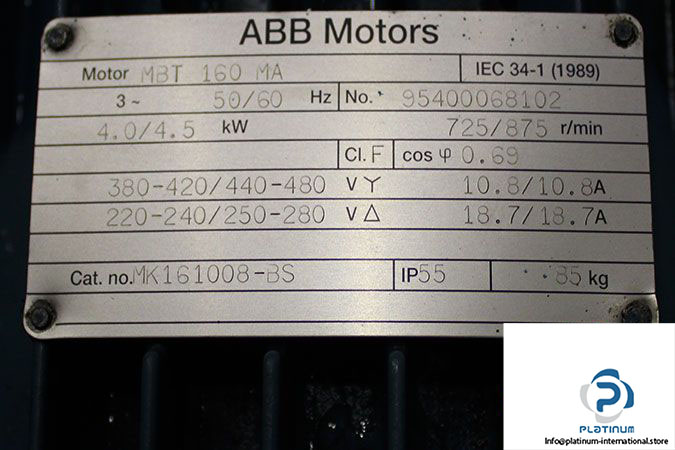 ABB Motors
Motor MBT 160 MA IEC 34-1 (1989)
3 ~ 50/60 Hz No. 95400068102
4.0/4.5 kW 725/875 r/min
Cl. F cos φ 0.69
380-420/440-480 V Y 10.8/10.8 A
220-240/250-280 V Δ 18.7/18.7 A
Cat. no. MK161008-BS IP55 85 kg
PLATINUM
Info@platinum-international.store